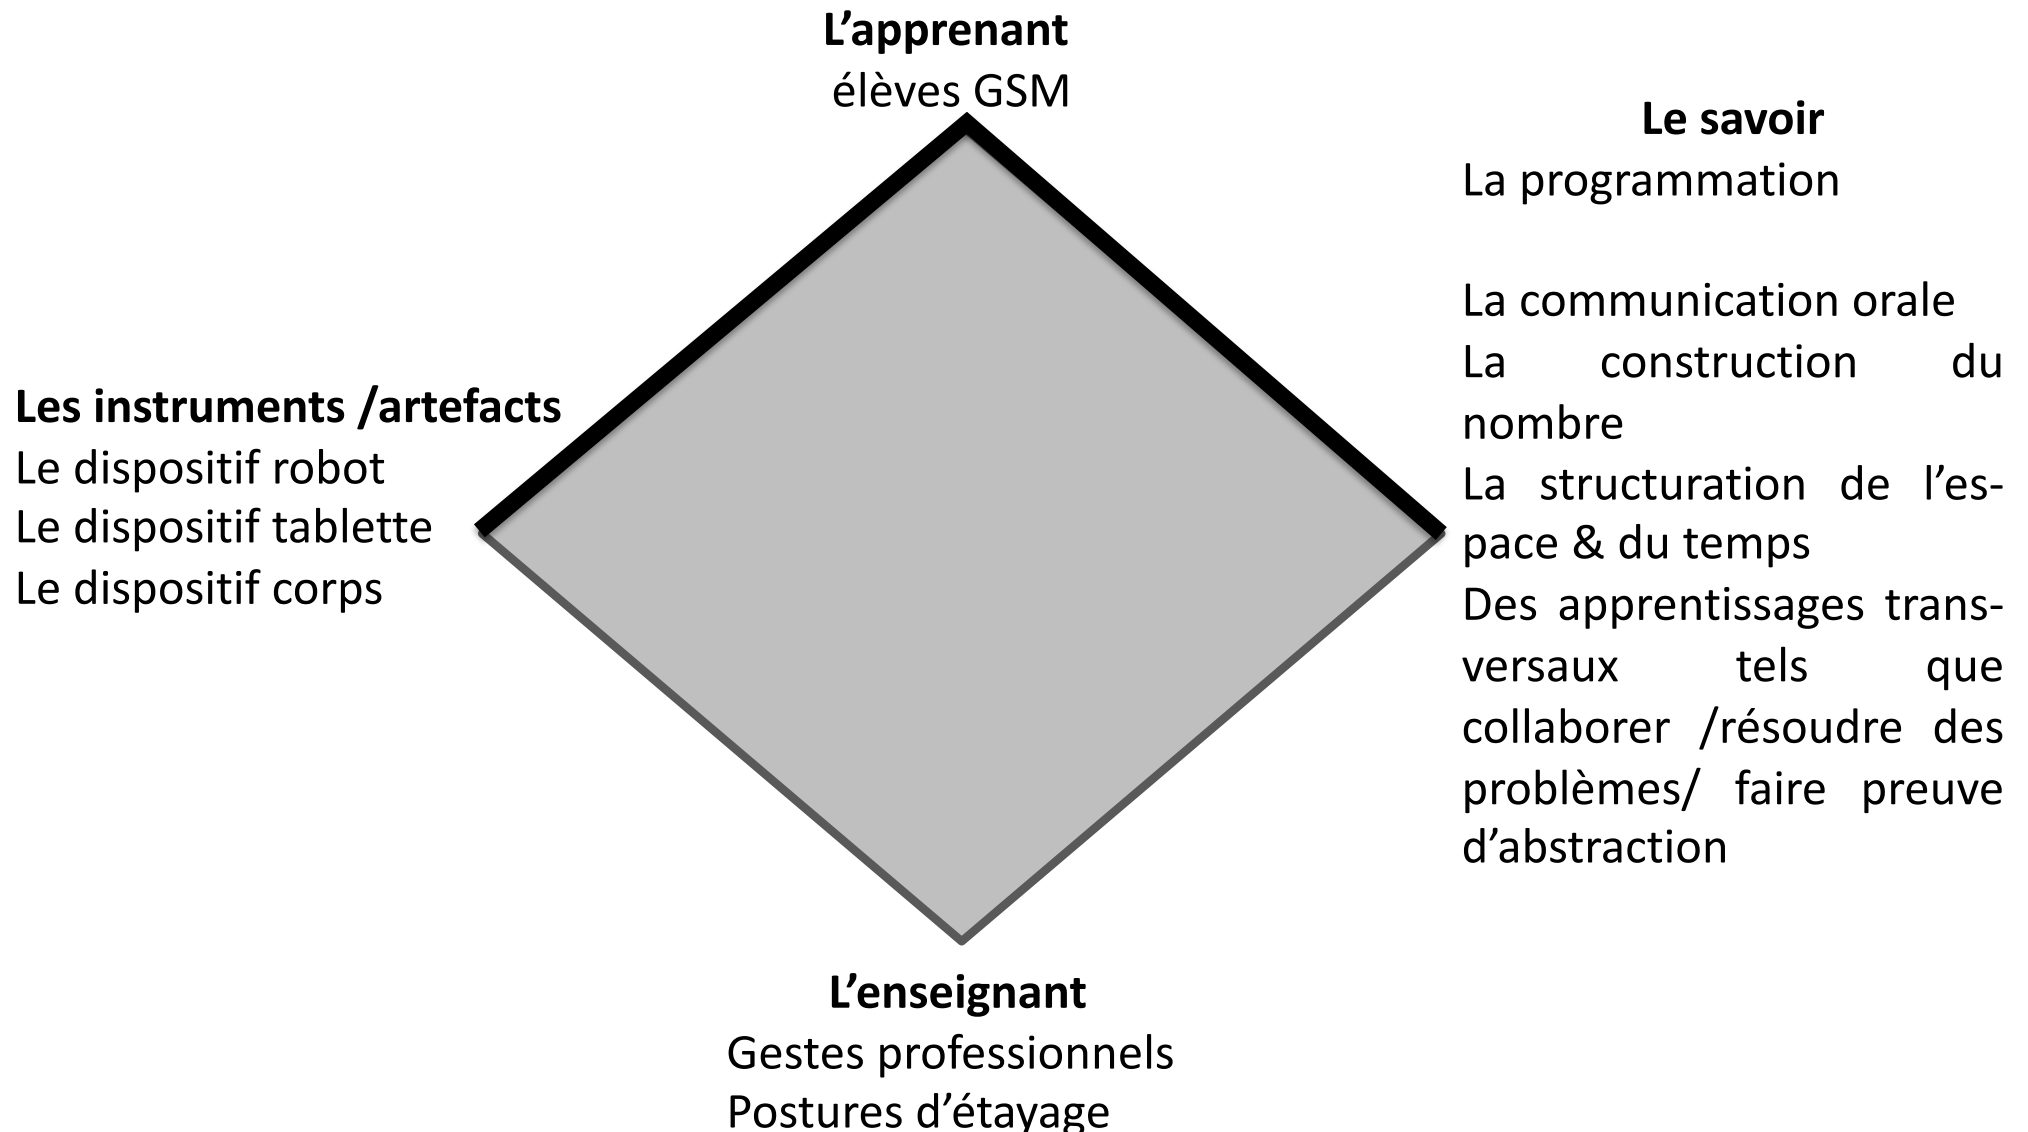 L’apprenant
élèves GSM
Les instruments /artefacts
Le dispositif robot
Le dispositif tablette
Le dispositif corps
Le savoir
La programmation
La communication orale
La construction du
nombre
La structuration de l’es-
pace & du temps
Des apprentissages trans-
versaux tels que
collaborer /résoudre des
problèmes/ faire preuve
d’abstraction
L’enseignant
Gestes professionnels
Postures d’étayage